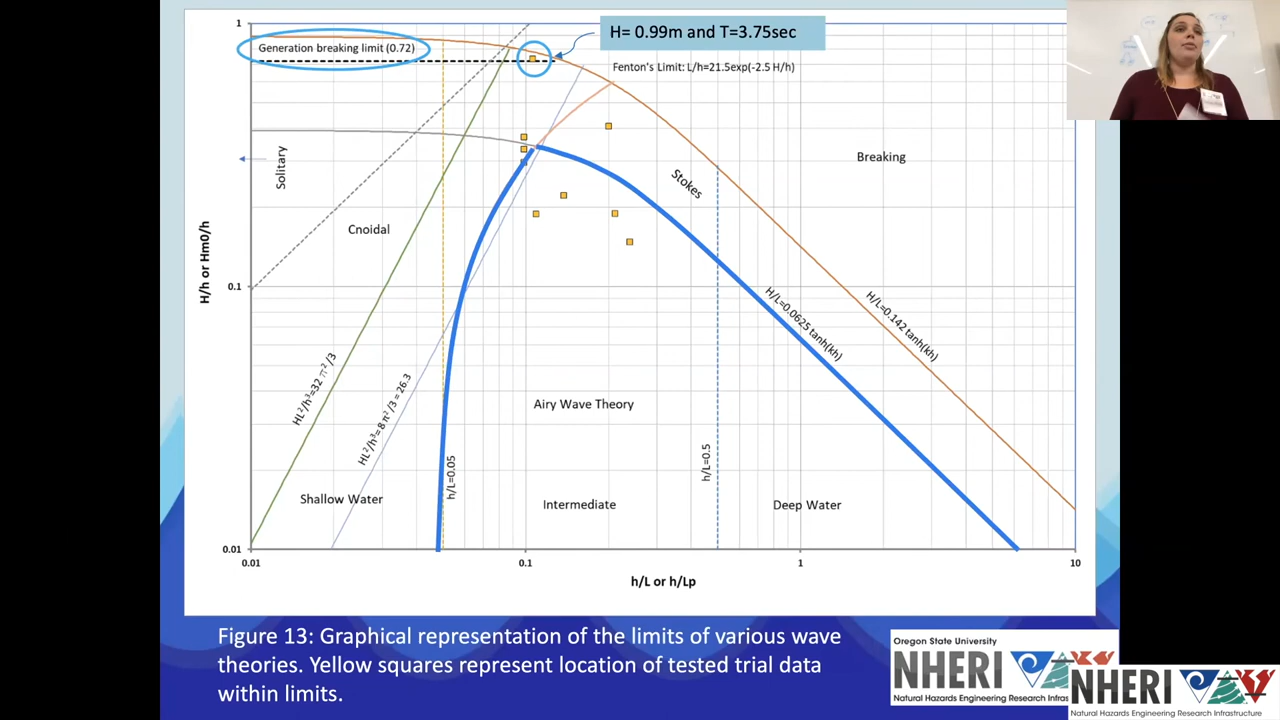 1
Generation breaking limit (0.72)
H= 0.99m and T=3.75sec
Fenton's Limit: L/h=21.5exp(-2.5 H/h)
Solitary
Breaking
Stokes
Cnoidal
H/h or Hm0/h
0.1
H/L=0.0625 tanh(kh)
H/L=0.142 tanh(kh)
HL²/h³=32 π²/3
HL²/h³=8 π²/3 = 26.3
Airy Wave Theory
h/L=0.05
h/L=0.5
Shallow Water
Intermediate
Deep Water
0.01
0.01
0.1
1
10
h/L or h/Lp
Figure 13: Graphical representation of the limits of various wave
theories. Yellow squares represent location of tested trial data
within limits.
Oregon State University
NHERI
Natural Hazards Engineering Research Infras
NHERI
Natural Hazards Engineering Research Infrastructure